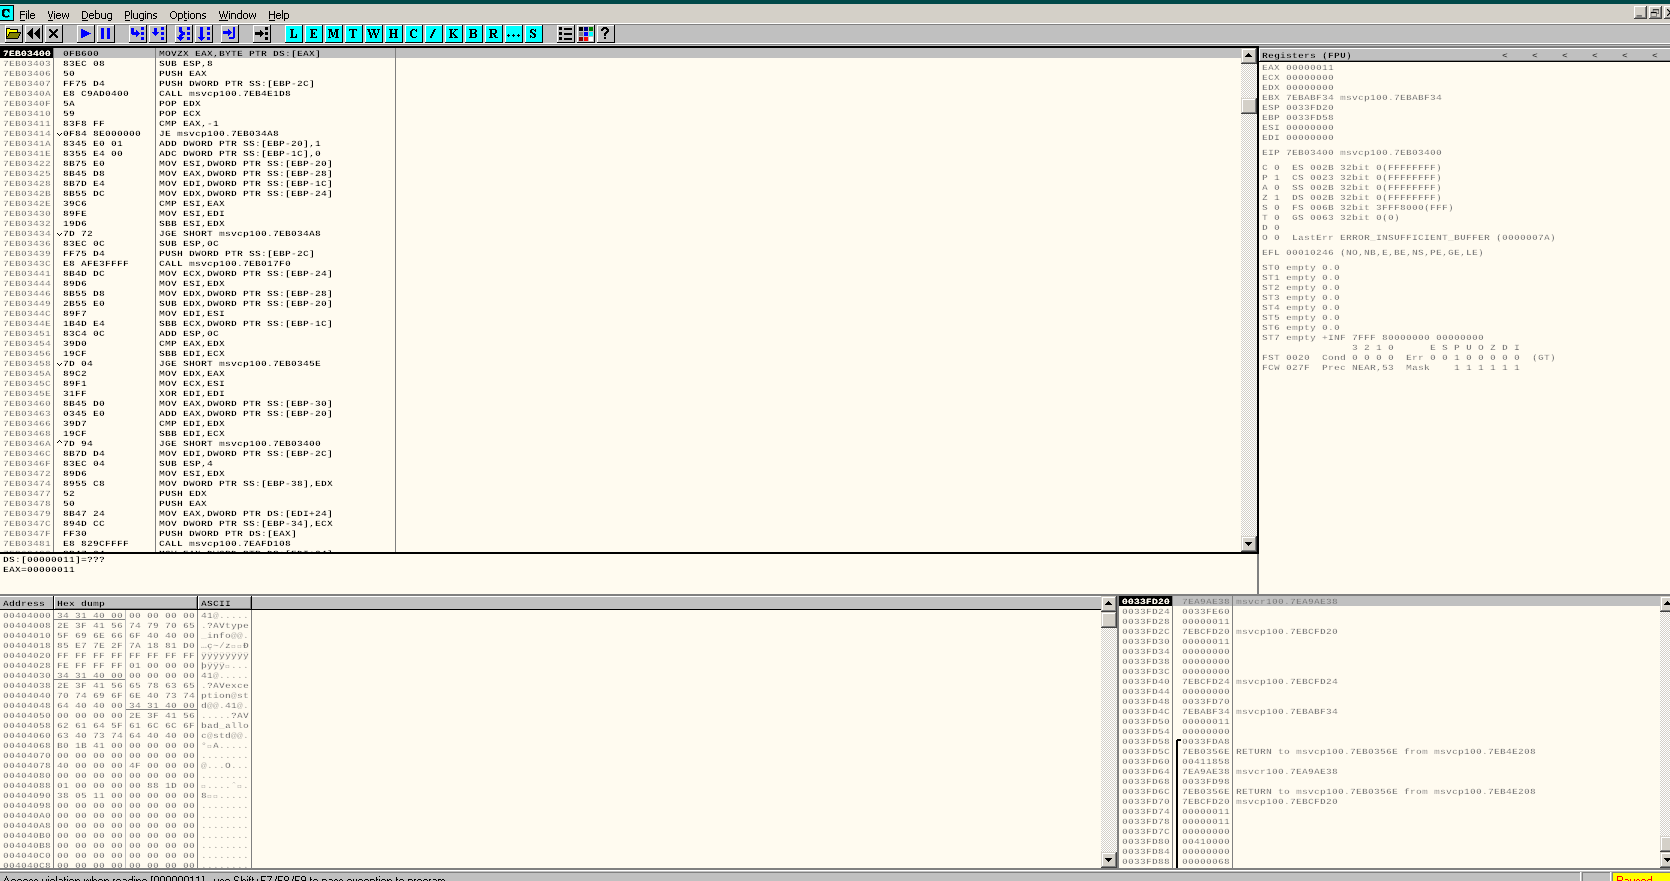 File View Debug Plugins Options Window Help
L E M T W H C / K B R ... S ?
7EB03400 0FB600 MOVZX EAX,BYTE PTR DS:[EAX]
7EB03403 83EC 08 SUB ESP,8
7EB03406 50 PUSH EAX
7EB03407 FF75 D4 PUSH DWORD PTR SS:[EBP-2C]
7EB0340A E8 C9AD0400 CALL msvcp100.7EB4E1D8
7EB0340F 5A POP EDX
7EB03410 59 POP ECX
7EB03411 83F8 FF CMP EAX,-1
7EB03414 0F84 8E000000 JE msvcp100.7EB034A8
7EB0341A 8345 E0 01 ADD DWORD PTR SS:[EBP-20],1
7EB0341E 8355 E4 00 ADC DWORD PTR SS:[EBP-1C],0
7EB03422 8B75 E0 MOV ESI,DWORD PTR SS:[EBP-20]
7EB03425 8B45 D8 MOV EAX,DWORD PTR SS:[EBP-28]
7EB03428 8B7D E4 MOV EDI,DWORD PTR SS:[EBP-1C]
7EB0342B 8B55 DC MOV EDX,DWORD PTR SS:[EBP-24]
7EB0342E 39C6 CMP ESI,EAX
7EB03430 89FE MOV ESI,EDI
7EB03432 19D6 SBB ESI,EDX
7EB03434 7D 72 JGE SHORT msvcp100.7EB034A8
7EB03436 83EC 0C SUB ESP,0C
7EB03439 FF75 D4 PUSH DWORD PTR SS:[EBP-2C]
7EB0343C E8 AFE3FFFF CALL msvcp100.7EB017F0
7EB03441 8B4D DC MOV ECX,DWORD PTR SS:[EBP-24]
7EB03444 89D6 MOV ESI,EDX
7EB03446 8B55 D8 MOV EDX,DWORD PTR SS:[EBP-28]
7EB03449 2B55 E0 SUB EDX,DWORD PTR SS:[EBP-20]
7EB0344C 89F7 MOV EDI,ESI
7EB0344E 1B4D E4 SBB ECX,DWORD PTR SS:[EBP-1C]
7EB03451 83C4 0C ADD ESP,0C
7EB03454 39D0 CMP EAX,EDX
7EB03456 19CF SBB EDI,ECX
7EB03458 7D 04 JGE SHORT msvcp100.7EB0345E
7EB0345A 89C2 MOV EDX,EAX
7EB0345C 89F1 MOV ECX,ESI
7EB0345E 31FF XOR EDI,EDI
7EB03460 8B45 D0 MOV EAX,DWORD PTR SS:[EBP-30]
7EB03463 0345 E0 ADD EAX,DWORD PTR SS:[EBP-20]
7EB03466 39D7 CMP EDI,EDX
7EB03468 19CF SBB EDI,ECX
7EB0346A ^7D 94 JGE SHORT msvcp100.7EB03400
7EB0346C 8B7D D4 MOV EDI,DWORD PTR SS:[EBP-2C]
7EB0346F 83EC 04 SUB ESP,4
7EB03472 89D6 MOV ESI,EDX
7EB03474 8955 C8 MOV DWORD PTR SS:[EBP-38],EDX
7EB03477 52 PUSH EDX
7EB03478 50 PUSH EAX
7EB03479 8B47 24 MOV EAX,DWORD PTR DS:[EDI+24]
7EB0347C 894D CC MOV DWORD PTR SS:[EBP-34],ECX
7EB0347F FF30 PUSH DWORD PTR DS:[EAX]
7EB03481 E8 829CFFFF CALL msvcp100.7EAFD108
DS:[00000011]=???
EAX=00000011
Registers (FPU) < < < < < <
EAX 00000011
ECX 00000000
EDX 00000000
EBX 7EBABF34 msvcp100.7EBABF34
ESP 0033FD20
EBP 0033FD58
ESI 00000000
EDI 00000000
EIP 7EB03400 msvcp100.7EB03400
C 0 ES 002B 32bit 0(FFFFFFFF)
P 1 CS 0023 32bit 0(FFFFFFFF)
A 0 SS 002B 32bit 0(FFFFFFFF)
Z 1 DS 002B 32bit 0(FFFFFFFF)
S 0 FS 006B 32bit 3FFF8000(FFF)
T 0 GS 0063 32bit 0(0)
D 0
O 0 LastErr ERROR_INSUFFICIENT_BUFFER (0000007A)
EFL 00010246 (NO,NB,E,BE,NS,PE,GE,LE)
ST0 empty 0.0
ST1 empty 0.0
ST2 empty 0.0
ST3 empty 0.0
ST4 empty 0.0
ST5 empty 0.0
ST6 empty 0.0
ST7 empty +INF 7FFF 80000000 00000000
3 2 1 0 E S P U O Z D I
FST 0020 Cond 0 0 0 0 Err 0 0 1 0 0 0 0 0 (GT)
FCW 027F Prec NEAR,53 Mask 1 1 1 1 1 1
Address Hex dump ASCII
00404000 34 31 40 00 00 00 00 00 41@.....
00404008 2E 3F 41 56 74 79 70 65 .?AVtype
00404010 5F 69 6E 66 6F 40 40 00 _info@@.
00404018 85 E7 7E 2F 7A 18 81 D0 …ç~/z
00404020 FF FF FF FF FF FF FF FF ÿÿÿÿÿÿÿÿ
00404028 FE FF FF FF 01 00 00 00 þÿÿÿ
00404030 34 31 40 00 00 00 00 00 41@.....
00404038 2E 3F 41 56 65 78 63 65 .?AVexce
00404040 70 74 69 6F 6E 40 73 74 ption@st
00404048 64 40 40 00 34 31 40 00 d@@.41@.
00404050 00 00 00 00 2E 3F 41 56 .....?AV
00404058 62 61 64 5F 61 6C 6C 6F bad_allo
00404060 63 40 73 74 64 40 40 00 c@std@@.
00404068 B0 1B 41 00 00 00 00 00 °A.....
00404070 00 00 00 00 00 00 00 00 ........
00404078 40 00 00 00 4F 00 00 00 @...O...
00404080 00 00 00 00 00 00 00 00 ........
00404088 01 00 00 00 00 88 1D 00
00404090 38 05 11 00 00 00 00 00 8
00404098 00 00 00 00 00 00 00 00 ........
004040A0 00 00 00 00 00 00 00 00 ........
004040A8 00 00 00 00 00 00 00 00 ........
004040B0 00 00 00 00 00 00 00 00 ........
004040B8 00 00 00 00 00 00 00 00 ........
004040C0 00 00 00 00 00 00 00 00 ........
004040C8 00 00 00 00 00 00 00 00 ........
0033FD20 7EA9AE38 msvcr100.7EA9AE38
0033FD24 0033FE60
0033FD28 00000011
0033FD2C 7EBCFD20 msvcp100.7EBCFD20
0033FD30 00000011
0033FD34 00000000
0033FD38 00000000
0033FD3C 00000000
0033FD40 7EBCFD24 msvcp100.7EBCFD24
0033FD44 00000000
0033FD48 0033FD70
0033FD4C 7EBABF34 msvcp100.7EBABF34
0033FD50 00000011
0033FD54 00000000
0033FD58 0033FDA8
0033FD5C 7EB0356E RETURN to msvcp100.7EB0356E from msvcp100.7EB4E208
0033FD60 00411858
0033FD64 7EA9AE38 msvcr100.7EA9AE38
0033FD68 0033FD98
0033FD6C 7EB0356E RETURN to msvcp100.7EB0356E from msvcp100.7EB4E208
0033FD70 7EBCFD20 msvcp100.7EBCFD20
0033FD74 00000011
0033FD78 00000011
0033FD7C 00000000
0033FD80 00410000
0033FD84 00000000
0033FD88 00000068
Access violation when reading [00000011] - use Shift+F7/F8/F9 to pass exception to program
Paused